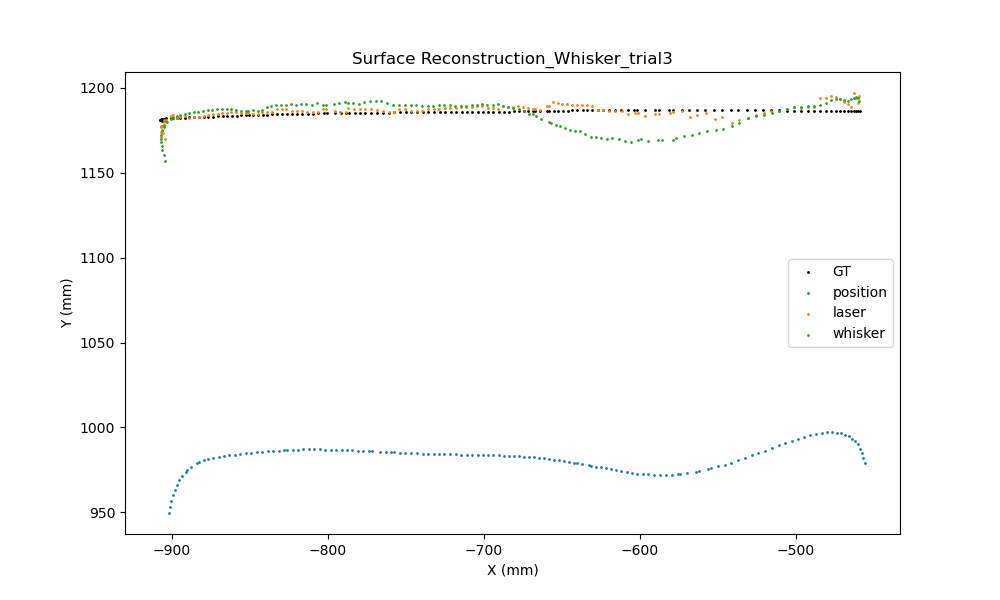 Surface Reconstruction_Whisker_trial3
1200
1150
1100
1050
1000
950
Y (mm)
GT
position
laser
whisker
−900
−800
−700
−600
−500
X (mm)